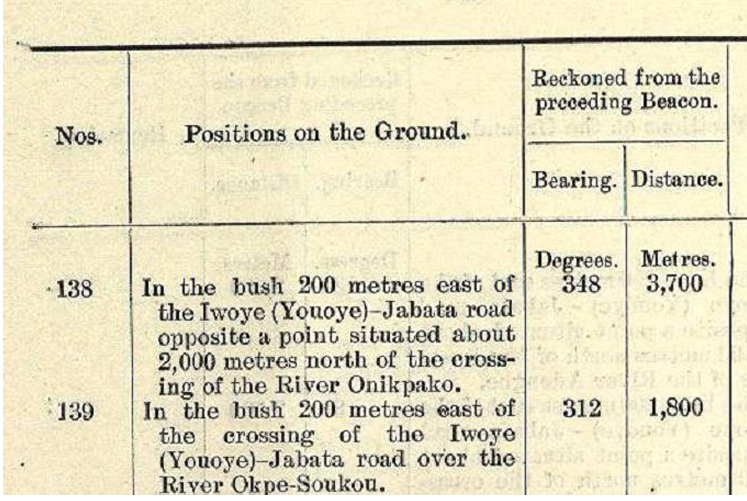 Nos.
Positions on the Ground.
Reckoned from the
preceding Beacon.
Bearing.
Distance.
Degrees.
Metres.
138
In the bush 200 metres east of
the Iwoye (Youoye)–Jabata road
opposite a point situated about
2,000 metres north of the cross-
ing of the River Onikpako.
348
3,700
139
In the bush 200 metres east of
the crossing of the Iwoye
(Youoye)–Jabata road over the
River Okpe-Soukou.
312
1,800